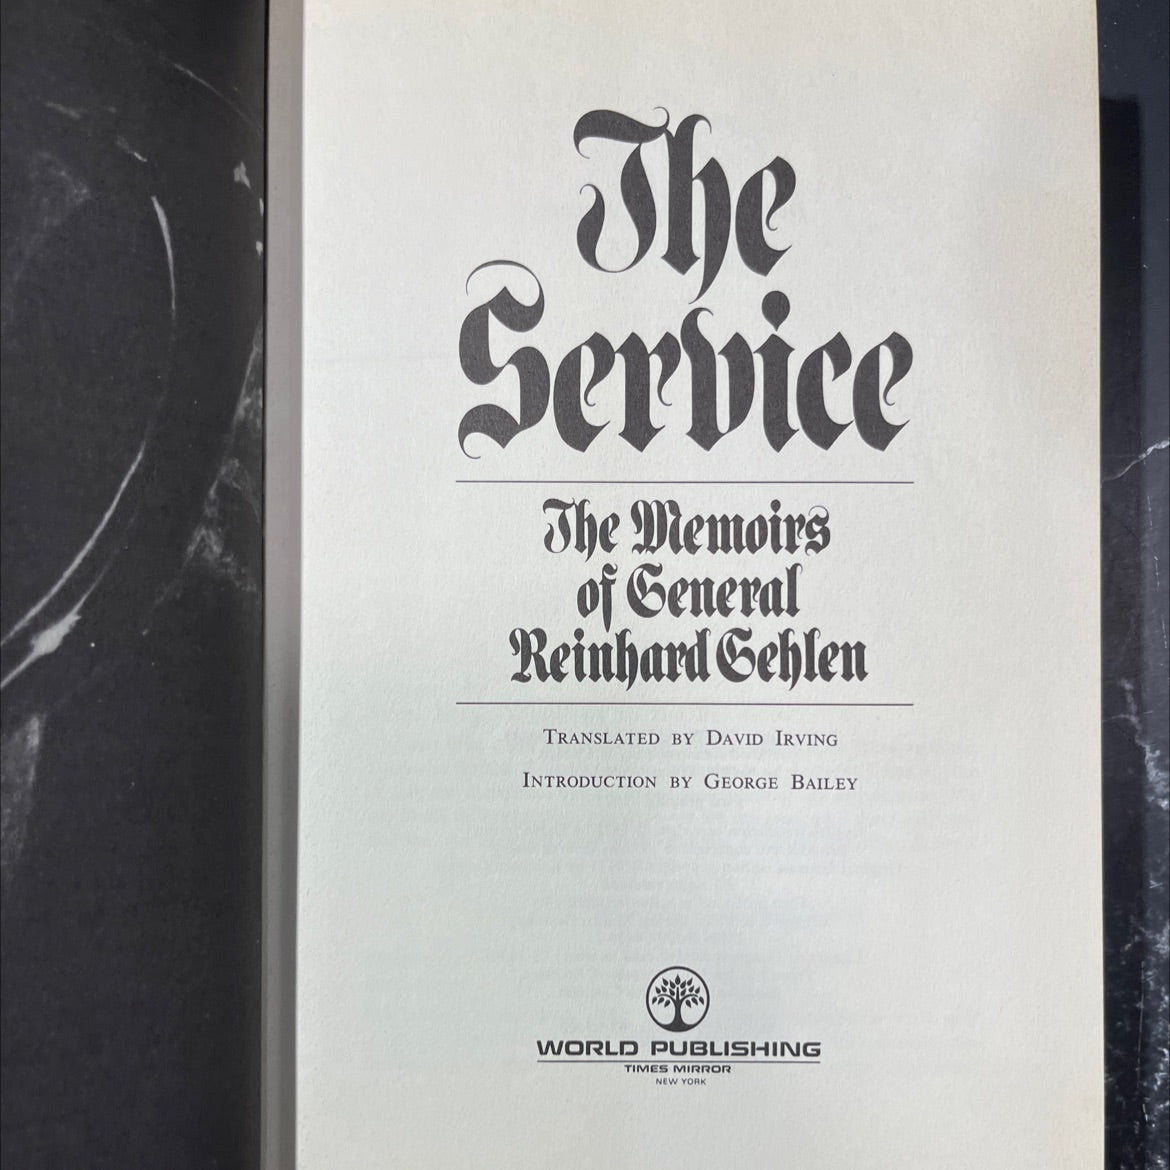 The
Service
The Memoirs
of General
Reinhard Gehlen
Translated by David Irving
Introduction by George Bailey
WORLD PUBLISHING
TIMES MIRROR
NEW YORK